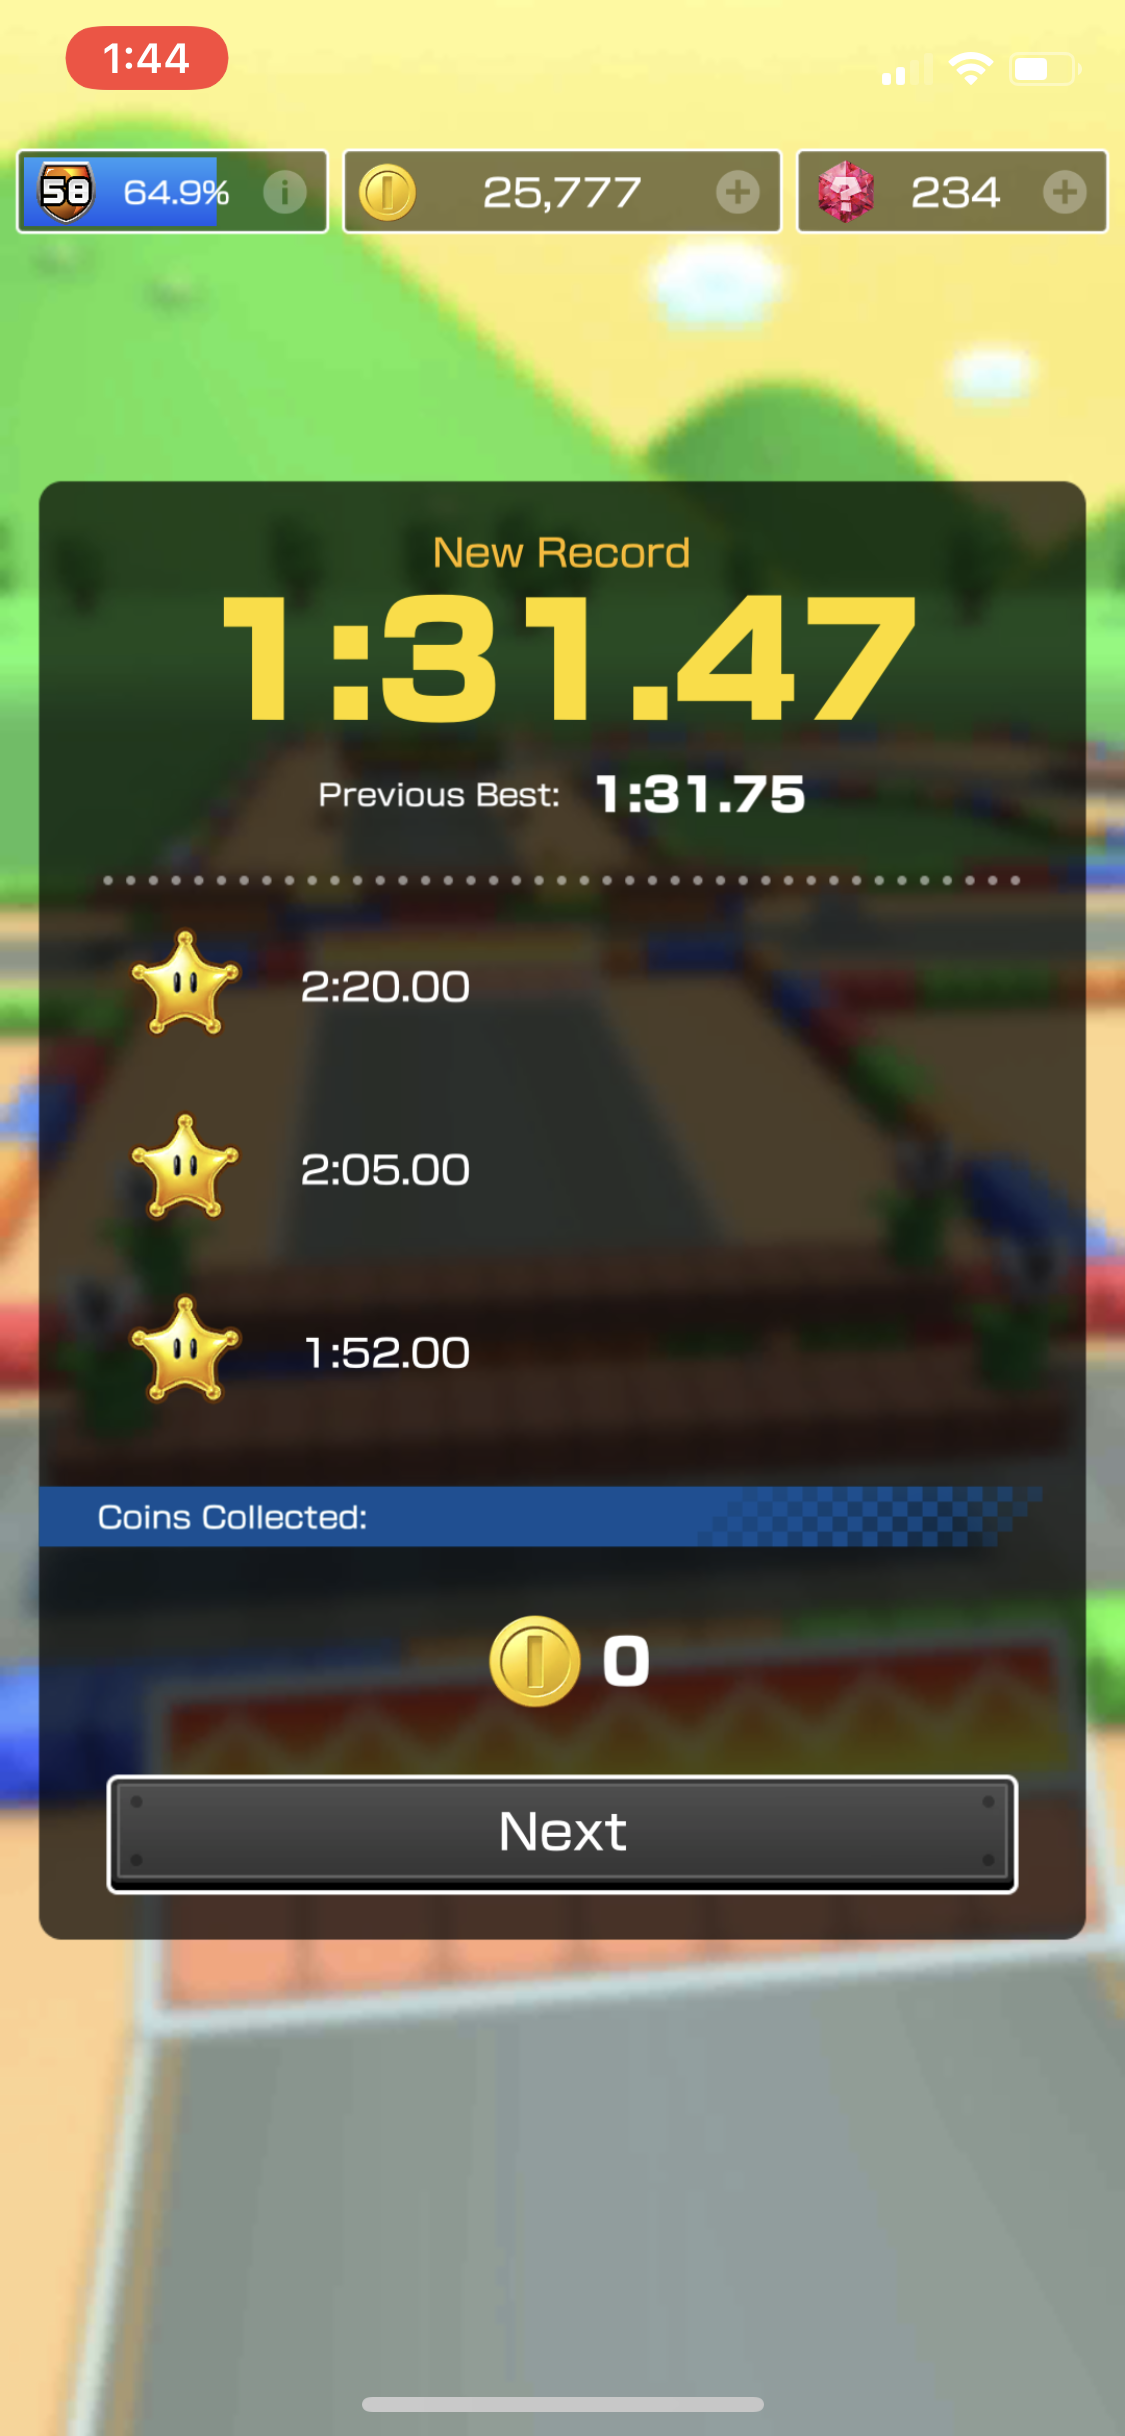 1:44
58 64.9% i 25,777 + ? 234 +
New Record
1:31.47
Previous Best: 1:31.75
2:20.00
2:05.00
1:52.00
Coins Collected:
0
Next